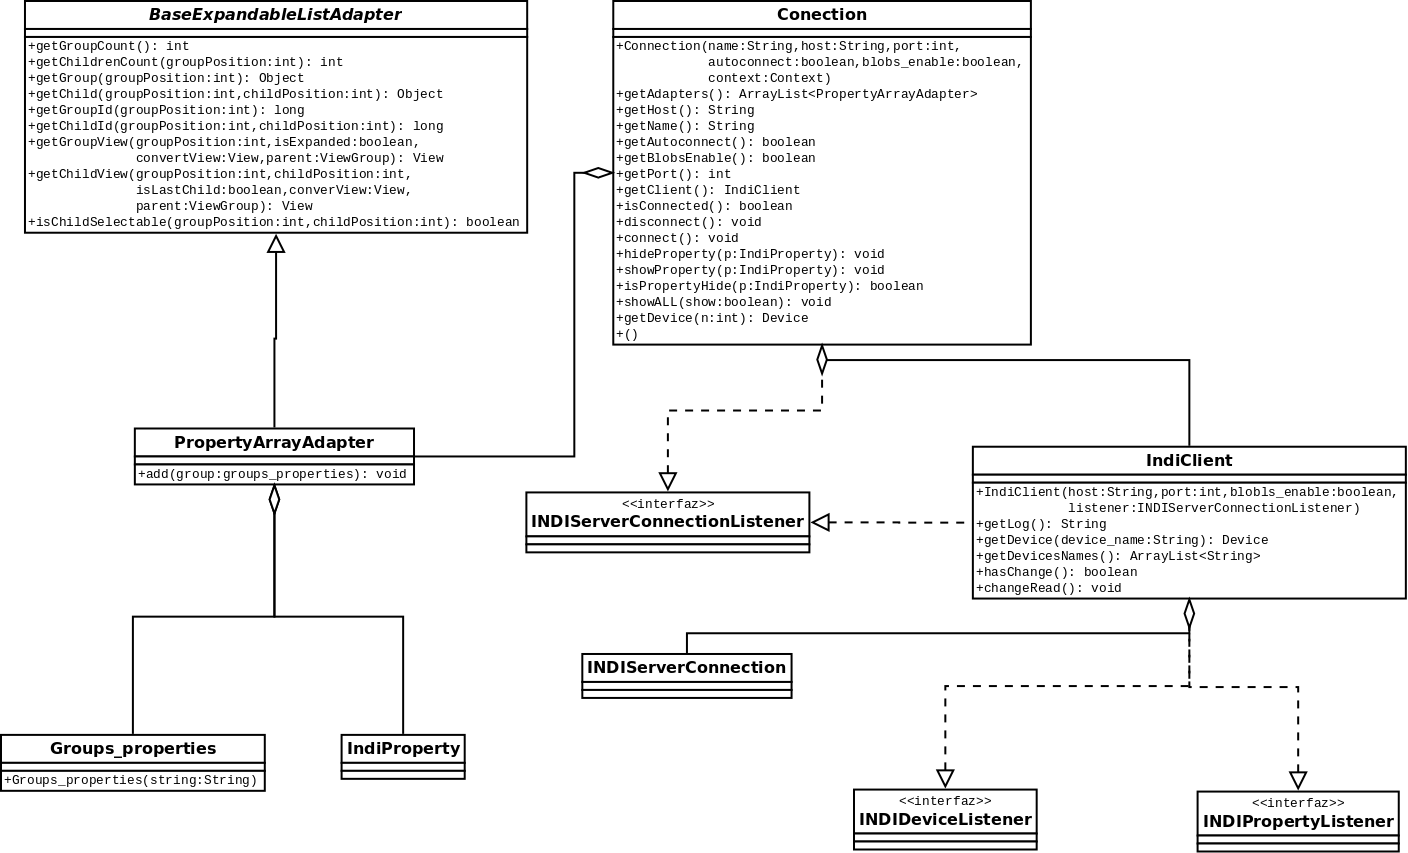 BaseExpandableListAdapter
+getGroupCount(): int
+getChildrenCount(groupPosition:int): int
+getGroup(groupPosition:int): Object
+getChild(groupPosition:int,childPosition:int): Object
+getGroupId(groupPosition:int): long
+getChildId(groupPosition:int,childPosition:int): long
+getGroupView(groupPosition:int,isExpanded:boolean,
convertView:View,parent:ViewGroup): View
+getChildView(groupPosition:int,childPosition:int,
isLastChild:boolean,converView:View,
parent:ViewGroup): View
+isChildSelectable(groupPosition:int,childPosition:int): boolean
Conection
+Connection(name:String,host:String,port:int,
autoconnect:boolean,blobs_enable:boolean,
context:Context)
+getAdapters(): ArrayList<PropertyArrayAdapter>
+getHost(): String
+getName(): String
+getAutoconnect(): boolean
+getBlobsEnable(): boolean
+getPort(): int
+getClient(): IndiClient
+isConnected(): boolean
+disconnect(): void
+connect(): void
+hideProperty(p:IndiProperty): void
+showProperty(p:IndiProperty): void
+isPropertyHide(p:IndiProperty): boolean
+showALL(show:boolean): void
+getDevice(n:int): Device
+()
PropertyArrayAdapter
+add(group:groups_properties): void
<<interfaz>>
INDIServerConnectionListener
IndiClient
+IndiClient(host:String,port:int,blobls_enable:boolean,
listener:INDIServerConnectionListener)
+getLog(): String
+getDevice(device_name:String): Device
+getDevicesNames(): ArrayList<String>
+hasChange(): boolean
+changeRead(): void
INDIServerConnection
Groups_properties
+Groups_properties(string:String)
IndiProperty
<<interfaz>>
INDIDeviceListener
<<interfaz>>
INDIPropertyListener